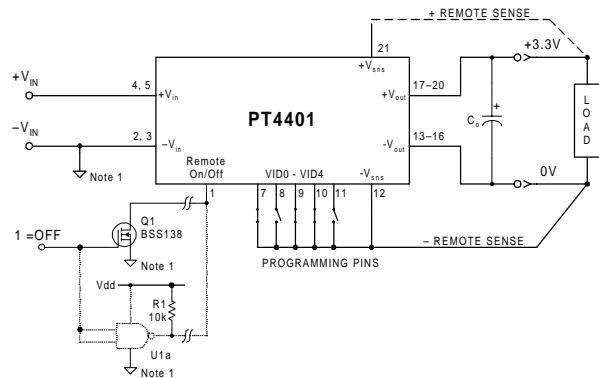 + REMOTE SENSE
21
+Vsns
+3.3V
+VIN
4, 5
+Vin
17–20
+Vout
PT4401
+
Co
LOAD
–VIN
2, 3
–Vin
13–16
-Vout
Note 1
Remote
On/Off
VID0 - VID4
-Vsns
0V
1
7
8
9
10
11
12
Q1
BSS138
1 =OFF
Note 1
– REMOTE SENSE
PROGRAMMING PINS
Vdd
R1
10k
U1a
Note 1